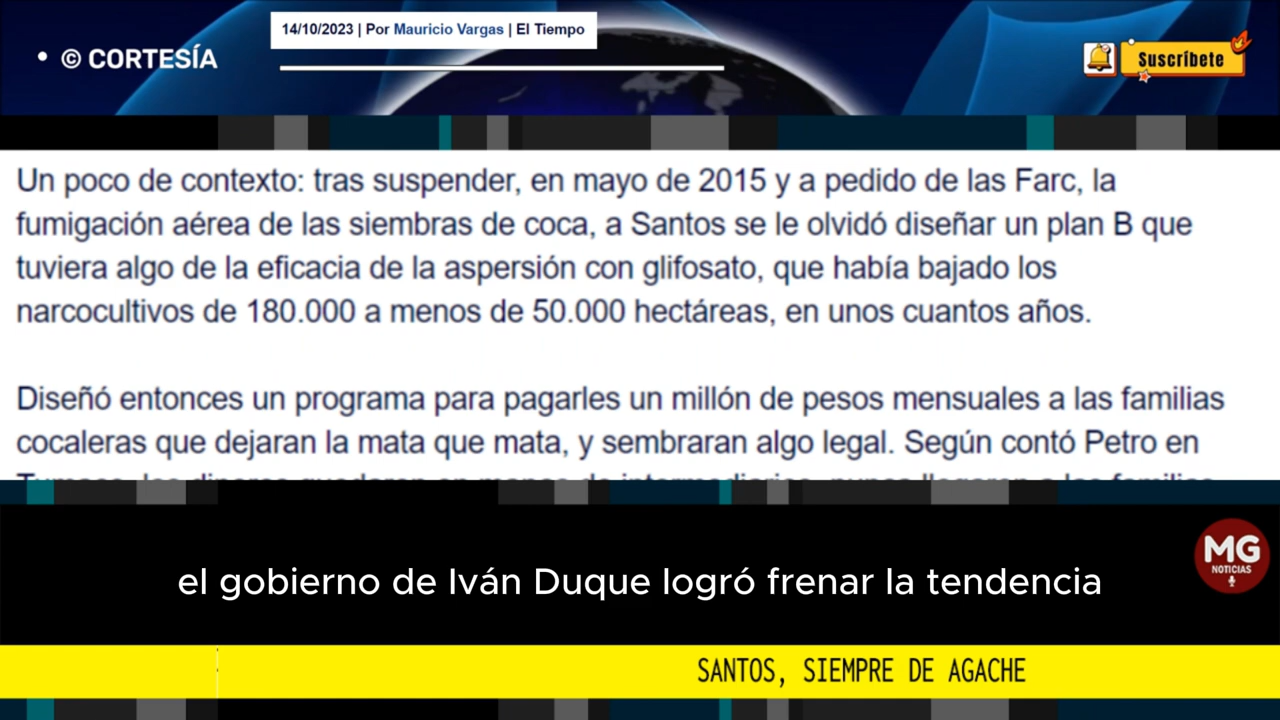 14/10/2023 | Por Mauricio Vargas | El Tiempo
• © CORTESÍA
Suscríbete
Un poco de contexto: tras suspender, en mayo de 2015 y a pedido de las Farc, la
fumigación aérea de las siembras de coca, a Santos se le olvidó diseñar un plan B que
tuviera algo de la eficacia de la aspersión con glifosato, que había bajado los
narcocultivos de 180.000 a menos de 50.000 hectáreas, en unos cuantos años.
Diseñó entonces un programa para pagarles un millón de pesos mensuales a las familias
cocaleras que dejaran la mata que mata, y sembraran algo legal. Según contó Petro en
MG
NOTICIAS
el gobierno de Iván Duque logró frenar la tendencia
SANTOS, SIEMPRE DE AGACHE